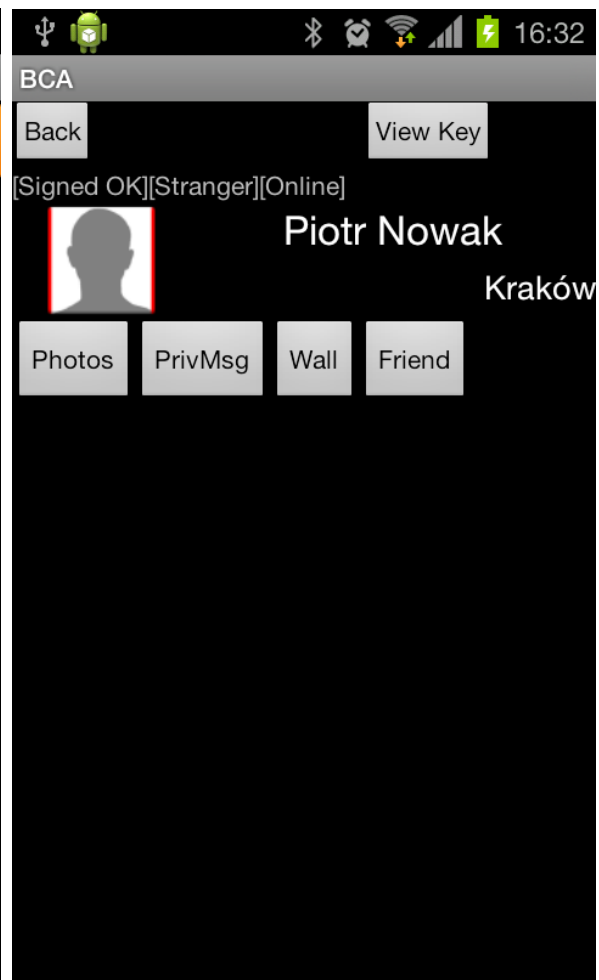 16:32
BCA
Back View Key
[Signed OK][Stranger][Online]
Piotr Nowak
Kraków
Photos PrivMsg Wall Friend